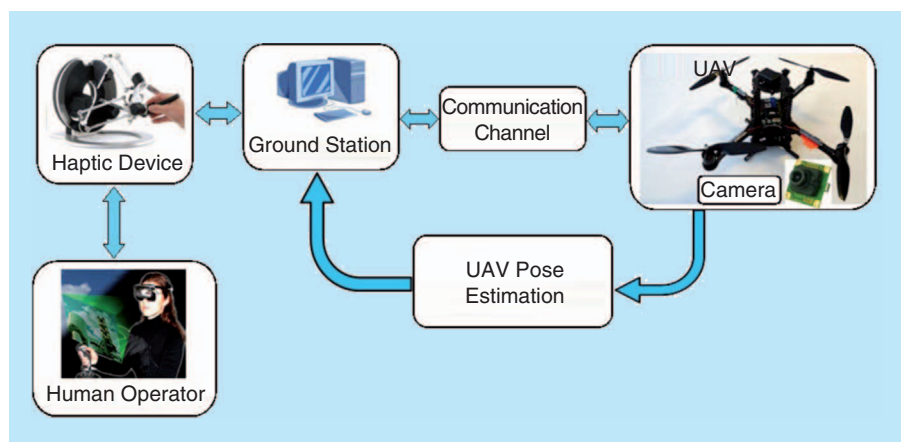 Haptic Device
Ground Station
Communication
Channel
UAV
Camera
UAV Pose
Estimation
Human Operator